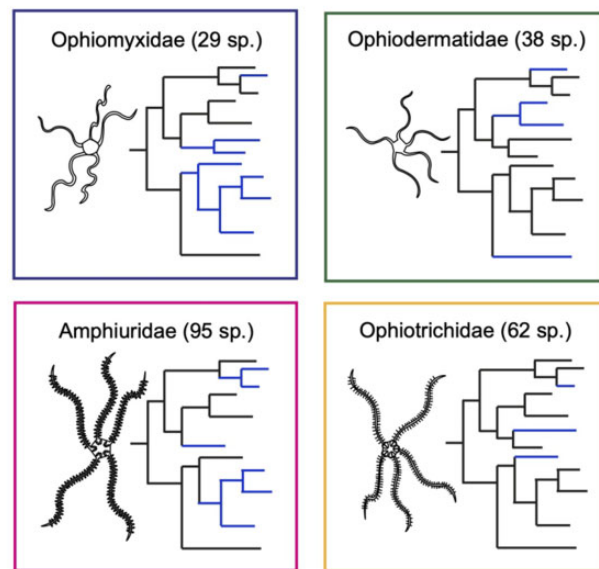 Ophiomyxidae (29 sp.)
Ophiodermatidae (38 sp.)
Amphiuridae (95 sp.)
Ophiotrichidae (62 sp.)